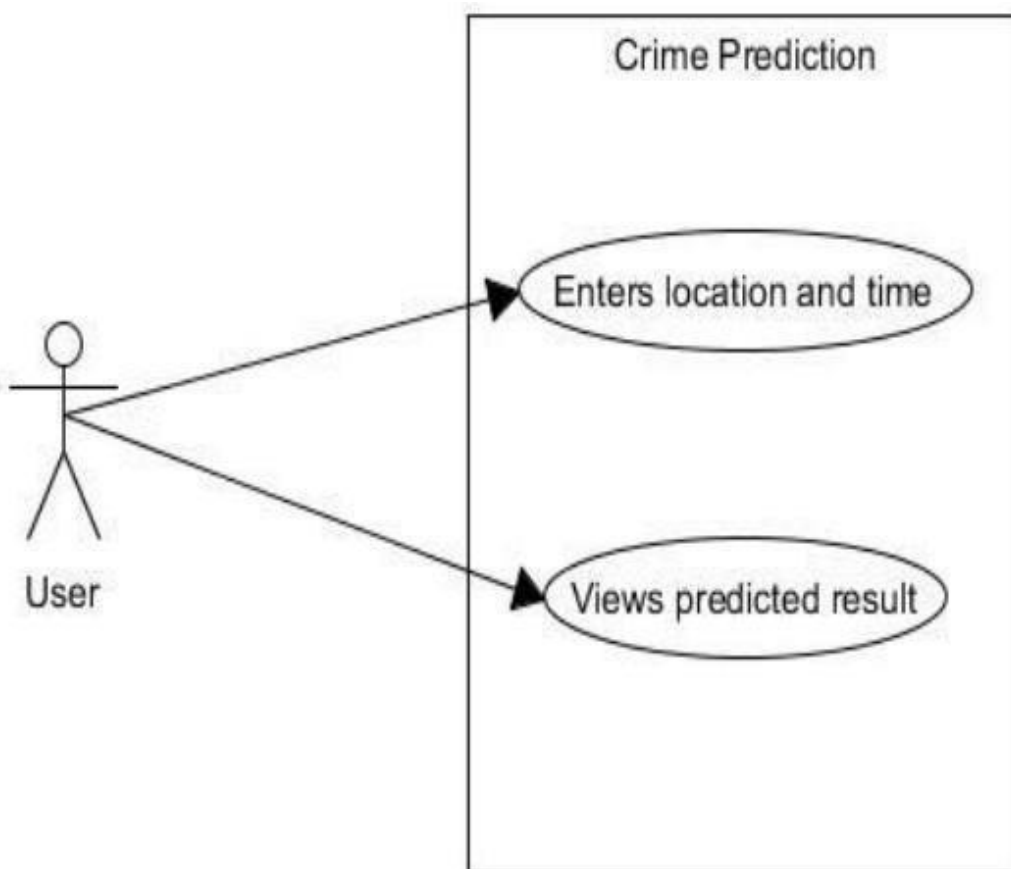 Crime Prediction
Enters location and time
User
Views predicted result